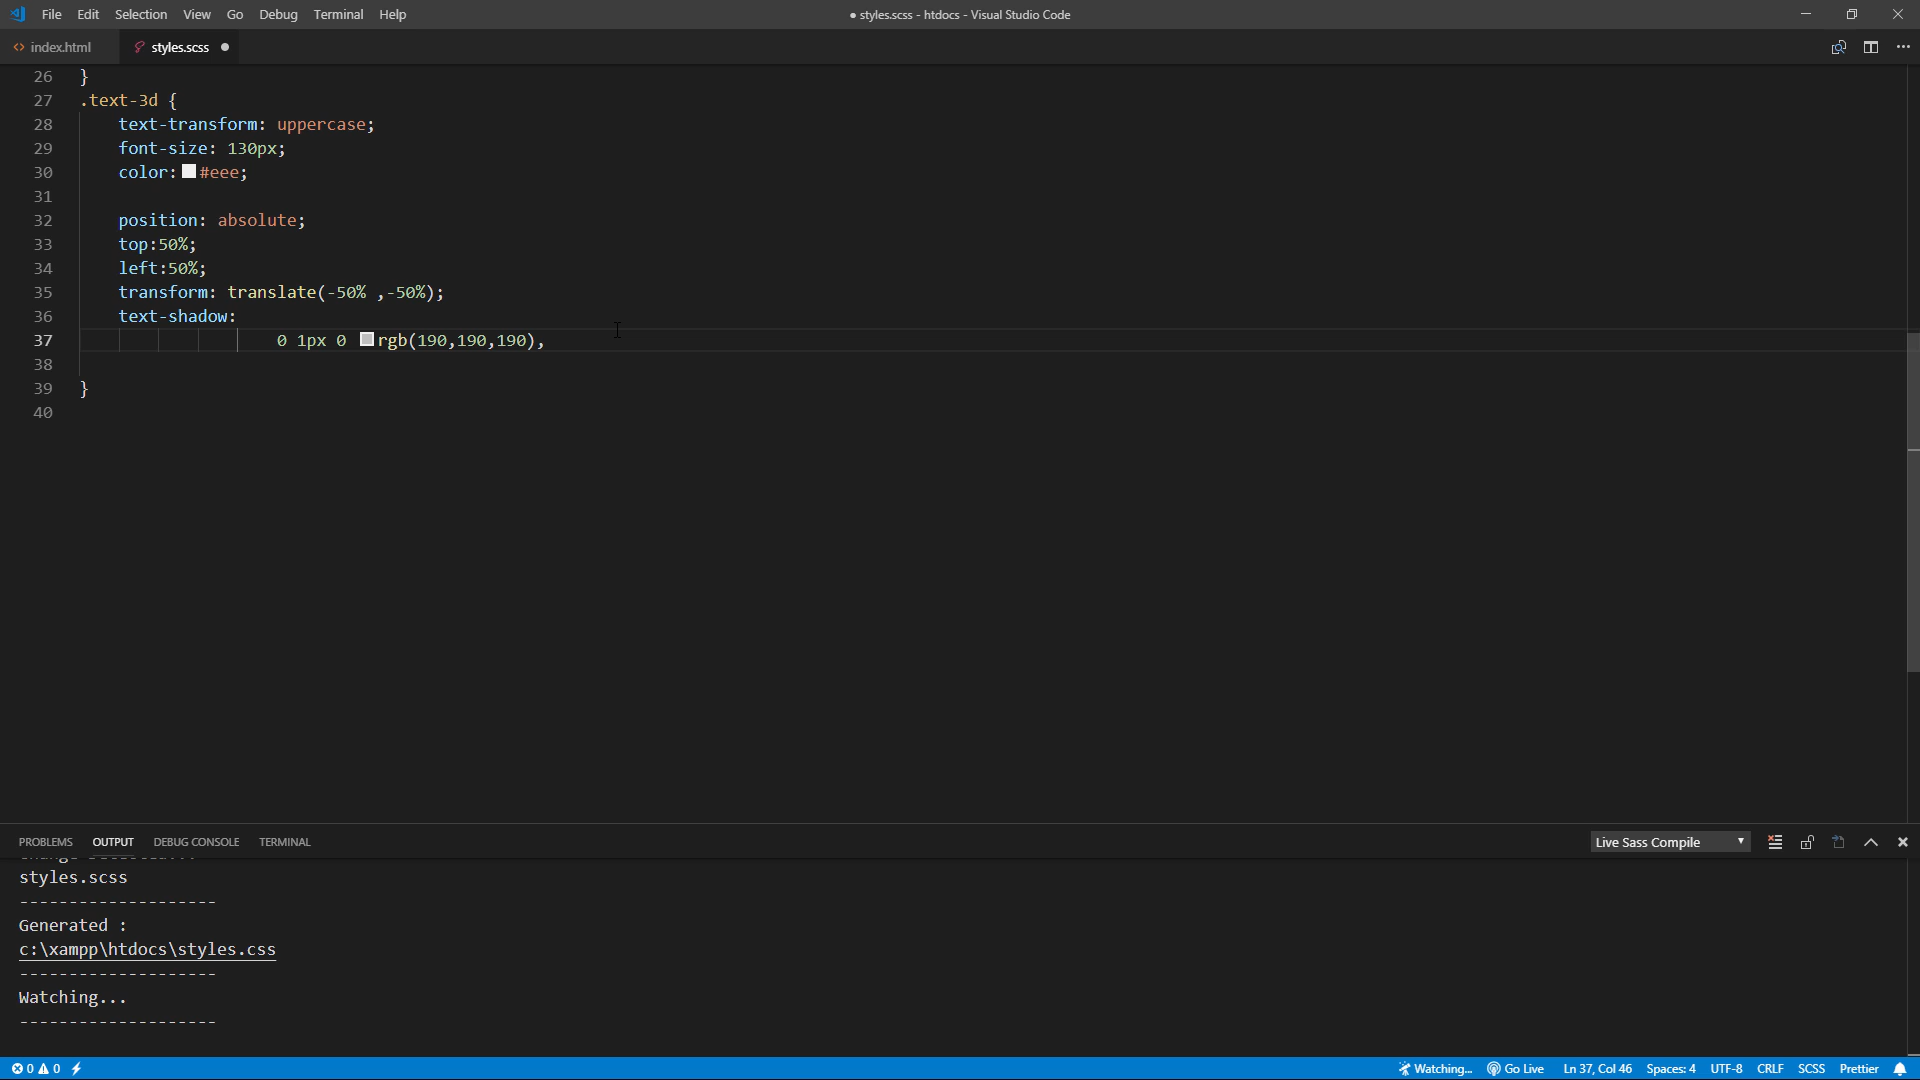 File Edit Selection View Go Debug Terminal Help ● styles.scss - htdocs - Visual Studio Code
<> index.html styles.scss ●
26 }
27 .text-3d {
28 text-transform: uppercase;
29 font-size: 130px;
30 color: #eee;
31
32 position: absolute;
33 top:50%;
34 left:50%;
35 transform: translate(-50% ,-50%);
36 text-shadow:
37 0 1px 0 rgb(190,190,190),
38
39 }
40
PROBLEMS OUTPUT DEBUG CONSOLE TERMINAL Live Sass Compile
styles.scss
--------------------
Generated :
c:\xampp\htdocs\styles.css
--------------------
Watching...
--------------------
0 0 Watching... Go Live Ln 37, Col 46 Spaces: 4 UTF-8 CRLF SCSS Prettier